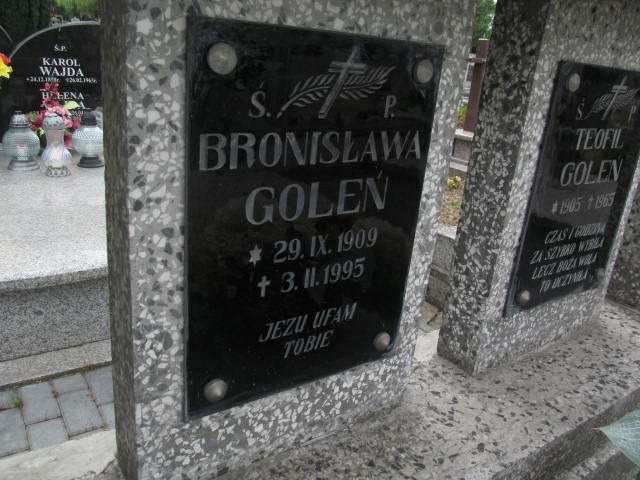 Ś.P.
KAROL
WAJDA
HELENA
Ś. P.
BRONISŁAWA
GOLEŃ
* 29.IX.1909
✝ 3.II.1995
JEZU UFAM
TOBIE
Ś
TEOFIL
GOLEŃ
* 1905 ✝ 1965
CZAS I GODZINA
ZA SZYBKO WYBIŁA
LECZ BOŻA WOLA
TO UCZYNIŁA